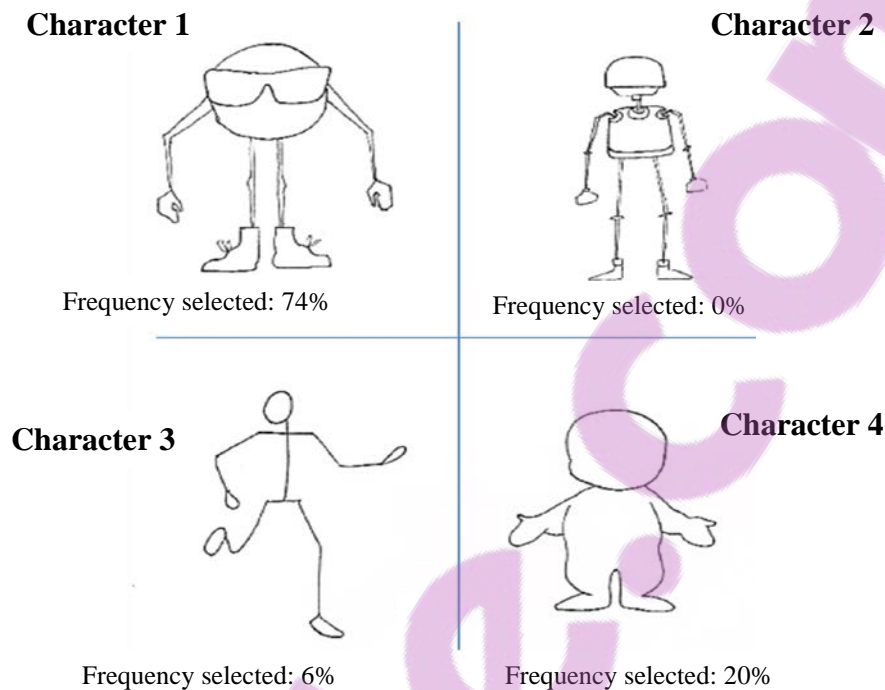 Character 1
Character 2
Frequency selected: 74%
Frequency selected: 0%
Character 3
Character 4
Frequency selected: 6%
Frequency selected: 20%